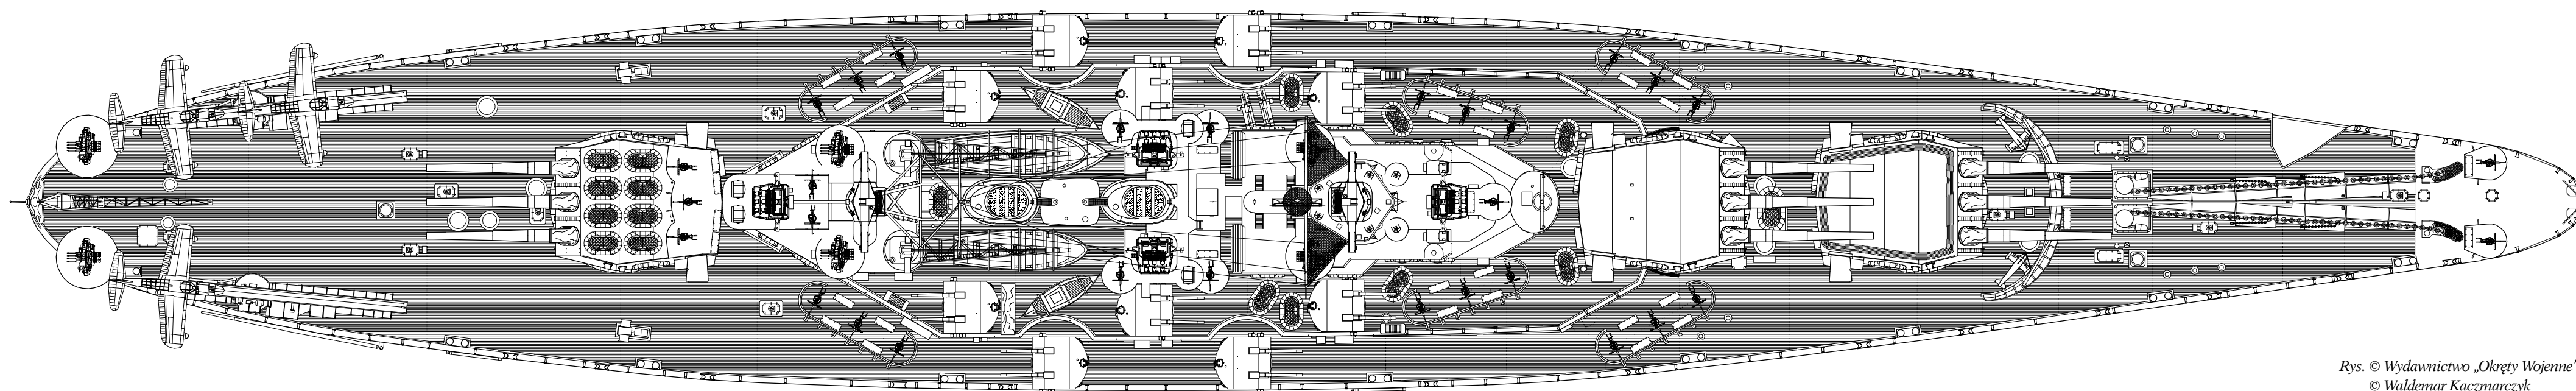 Rys. © Wydawnictwo „Okręty Wojenne”
© Waldemar Kaczmarczyk